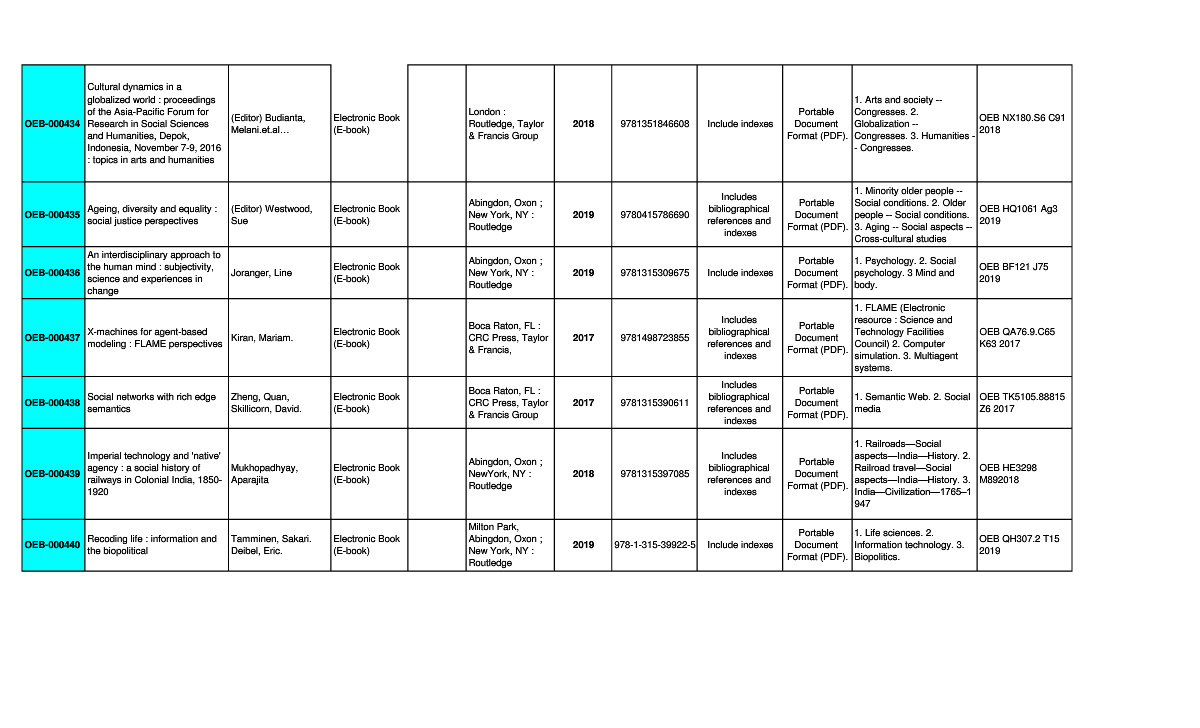 OEB-000434
Cultural dynamics in a
globalized world : proceedings
of the Asia-Pacific Forum for
Research in Social Sciences
and Humanities, Depok,
Indonesia, November 7-9, 2016
: topics in arts and humanities
(Editor) Budianta,
Melani.et.al…
Electronic Book
(E-book)
London :
Routledge, Taylor
& Francis Group
2018
9781351846608
Include indexes
Portable
Document
Format (PDF).
1. Arts and society --
Congresses. 2.
Globalization --
Congresses. 3. Humanities -
- Congresses.
OEB NX180.S6 C91
2018
OEB-000435
Ageing, diversity and equality :
social justice perspectives
(Editor) Westwood,
Sue
Electronic Book
(E-book)
Abingdon, Oxon ;
New York, NY :
Routledge
2019
9780415786690
Includes
bibliographical
references and
indexes
Portable
Document
Format (PDF).
1. Minority older people --
Social conditions. 2. Older
people -- Social conditions.
3. Aging -- Social aspects --
Cross-cultural studies
OEB HQ1061 Ag3
2019
OEB-000436
An interdisciplinary approach to
the human mind : subjectivity,
science and experiences in
change
Joranger, Line
Electronic Book
(E-book)
Abingdon, Oxon ;
New York, NY :
Routledge
2019
9781315309675
Include indexes
Portable
Document
Format (PDF).
1. Psychology. 2. Social
psychology. 3 Mind and
body.
OEB BF121 J75
2019
OEB-000437
X-machines for agent-based
modeling : FLAME perspectives
Kiran, Mariam.
Electronic Book
(E-book)
Boca Raton, FL :
CRC Press, Taylor
& Francis,
2017
9781498723855
Includes
bibliographical
references and
indexes
Portable
Document
Format (PDF).
1. FLAME (Electronic
resource : Science and
Technology Facilities
Council) 2. Computer
simulation. 3. Multiagent
systems.
OEB QA76.9.C65
K63 2017
OEB-000438
Social networks with rich edge
semantics
Zheng, Quan,
Skillicorn, David.
Electronic Book
(E-book)
Boca Raton, FL :
CRC Press, Taylor
& Francis Group
2017
9781315390611
Includes
bibliographical
references and
indexes
Portable
Document
Format (PDF).
1. Semantic Web. 2. Social
media
OEB TK5105.88815
Z6 2017
OEB-000439
Imperial technology and 'native'
agency : a social history of
railways in Colonial India, 1850-
1920
Mukhopadhyay,
Aparajita
Electronic Book
(E-book)
Abingdon, Oxon ;
NewYork, NY :
Routledge
2018
9781315397085
Includes
bibliographical
references and
indexes
Portable
Document
Format (PDF).
1. Railroads—Social
aspects—India—History. 2.
Railroad travel—Social
aspects—India—History. 3.
India—Civilization—1765–1
947
OEB HE3298
M892018
OEB-000440
Recoding life : information and
the biopolitical
Tamminen, Sakari.
Deibel, Eric.
Electronic Book
(E-book)
Milton Park,
Abingdon, Oxon ;
New York, NY :
Routledge
2019
978-1-315-39922-5
Include indexes
Portable
Document
Format (PDF).
1. Life sciences. 2.
Information technology. 3.
Biopolitics.
OEB QH307.2 T15
2019